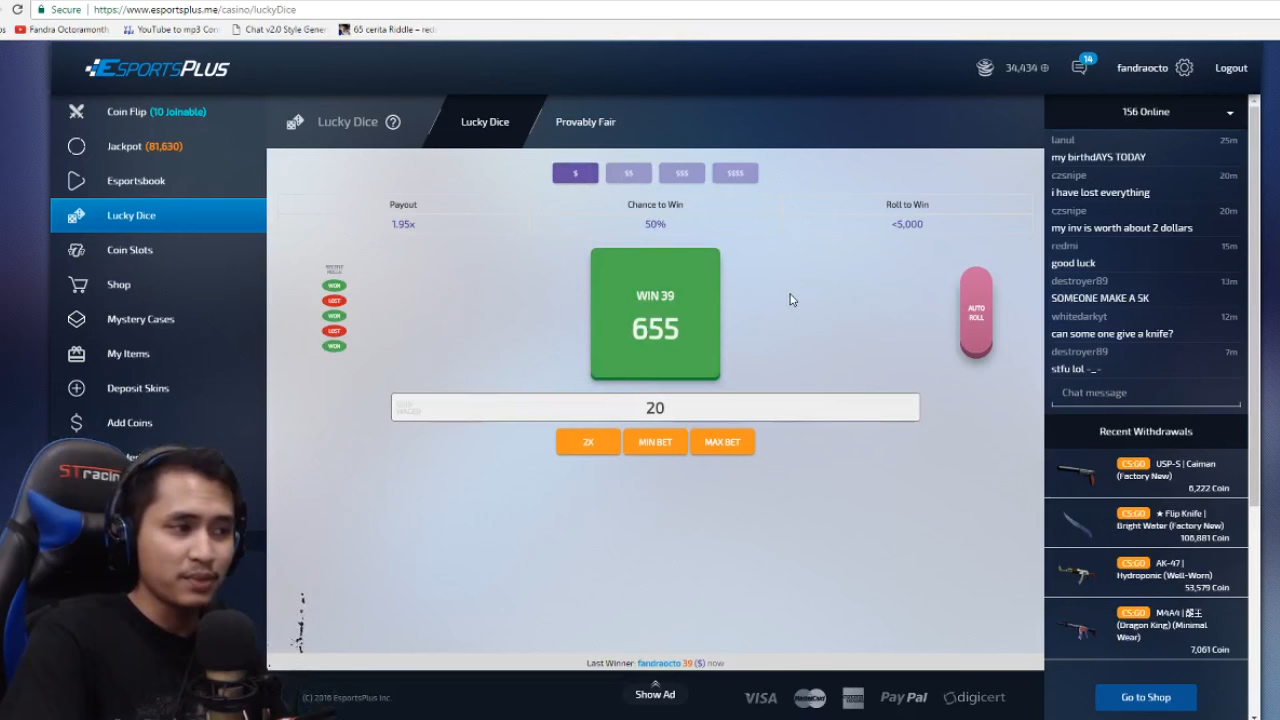 Secure | https://www.esportsplus.me/casino/luckyDice
Fandra Octoramonth
YouTube to mp3 Con
Chat v2.0 Style Gener
65 cerita Riddle – red
ESPORTSPLUS
34,434
14
fandraocto
Logout
Coin Flip (10 Joinable)
Jackpot (81,630)
Esportsbook
Lucky Dice
Coin Slots
Shop
Mystery Cases
My Items
Deposit Skins
Add Coins
STracing
Lucky Dice
Lucky Dice
Provably Fair
$
$$
$$$
$$$$
Payout
Chance to Win
Roll to Win
1.95x
50%
<5,000
RECENT
ROLLS
WON
LOST
WON
LOST
WON
WIN 39
655
AUTO
ROLL
20
2X
MIN BET
MAX BET
Last Winner: fandraocto 39 ($) now
(C) 2016 EsportsPlus Inc.
Show Ad
VISA
MasterCard
PayPal
digicert
156 Online
lanul 25m
my birthdAYS TODAY
czsnipe 20m
i have lost everything
czsnipe 20m
my inv is worth about 2 dollars
redmi 15m
good luck
destroyer89 13m
SOMEONE MAKE A 5K
whitedarkyt 12m
can some one give a knife?
destroyer89 7m
stfu lol -_-
Chat message
Recent Withdrawals
CS:GO USP-S | Caiman
(Factory New)
6,222 Coin
CS:GO ★ Flip Knife |
Bright Water (Factory New)
106,881 Coin
CS:GO AK-47 |
Hydroponic (Well-Worn)
53,579 Coin
CS:GO M4A4 | 龍王
(Dragon King) (Minimal
Wear)
7,061 Coin
Go to Shop